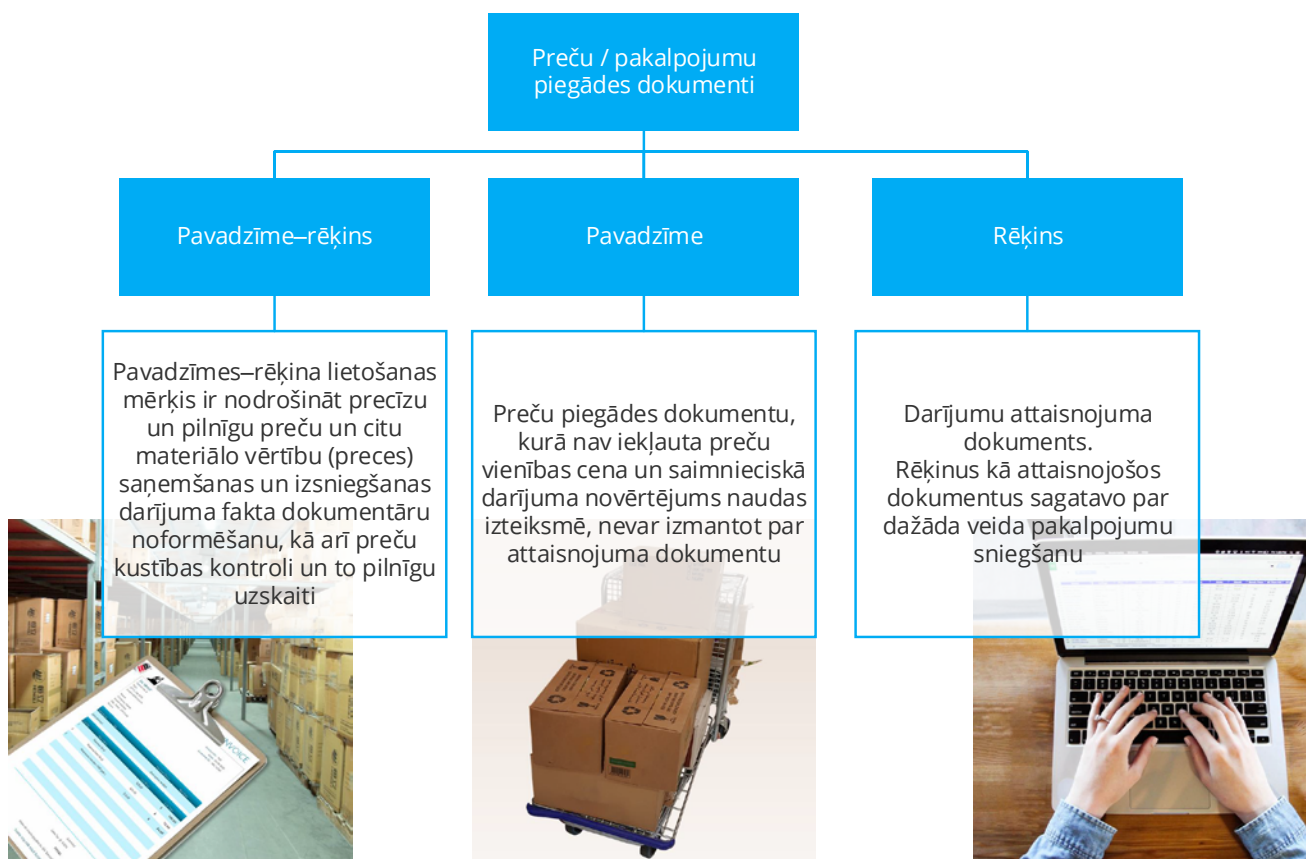 Preču / pakalpojumu
piegādes dokumenti
Pavadzīme–rēķins
Pavadzīme
Rēķins
Pavadzīmes–rēķina lietošanas
mērķis ir nodrošināt precīzu
un pilnīgu preču un citu
materiālo vērtību (preces)
saņemšanas un izsniegšanas
darījuma fakta dokumentāru
noformēšanu, kā arī preču
kustības kontroli un to pilnīgu
uzskaiti
Preču piegādes dokumentu,
kurā nav iekļauta preču
vienības cena un saimnieciskā
darījuma novērtējums naudas
izteiksmē, nevar izmantot par
attaisnojuma dokumentu
Darījumu attaisnojuma
dokuments.
Rēķinus kā attaisnojošos
dokumentus sagatavo par
dažāda veida pakalpojumu
sniegšanu
INVOICE